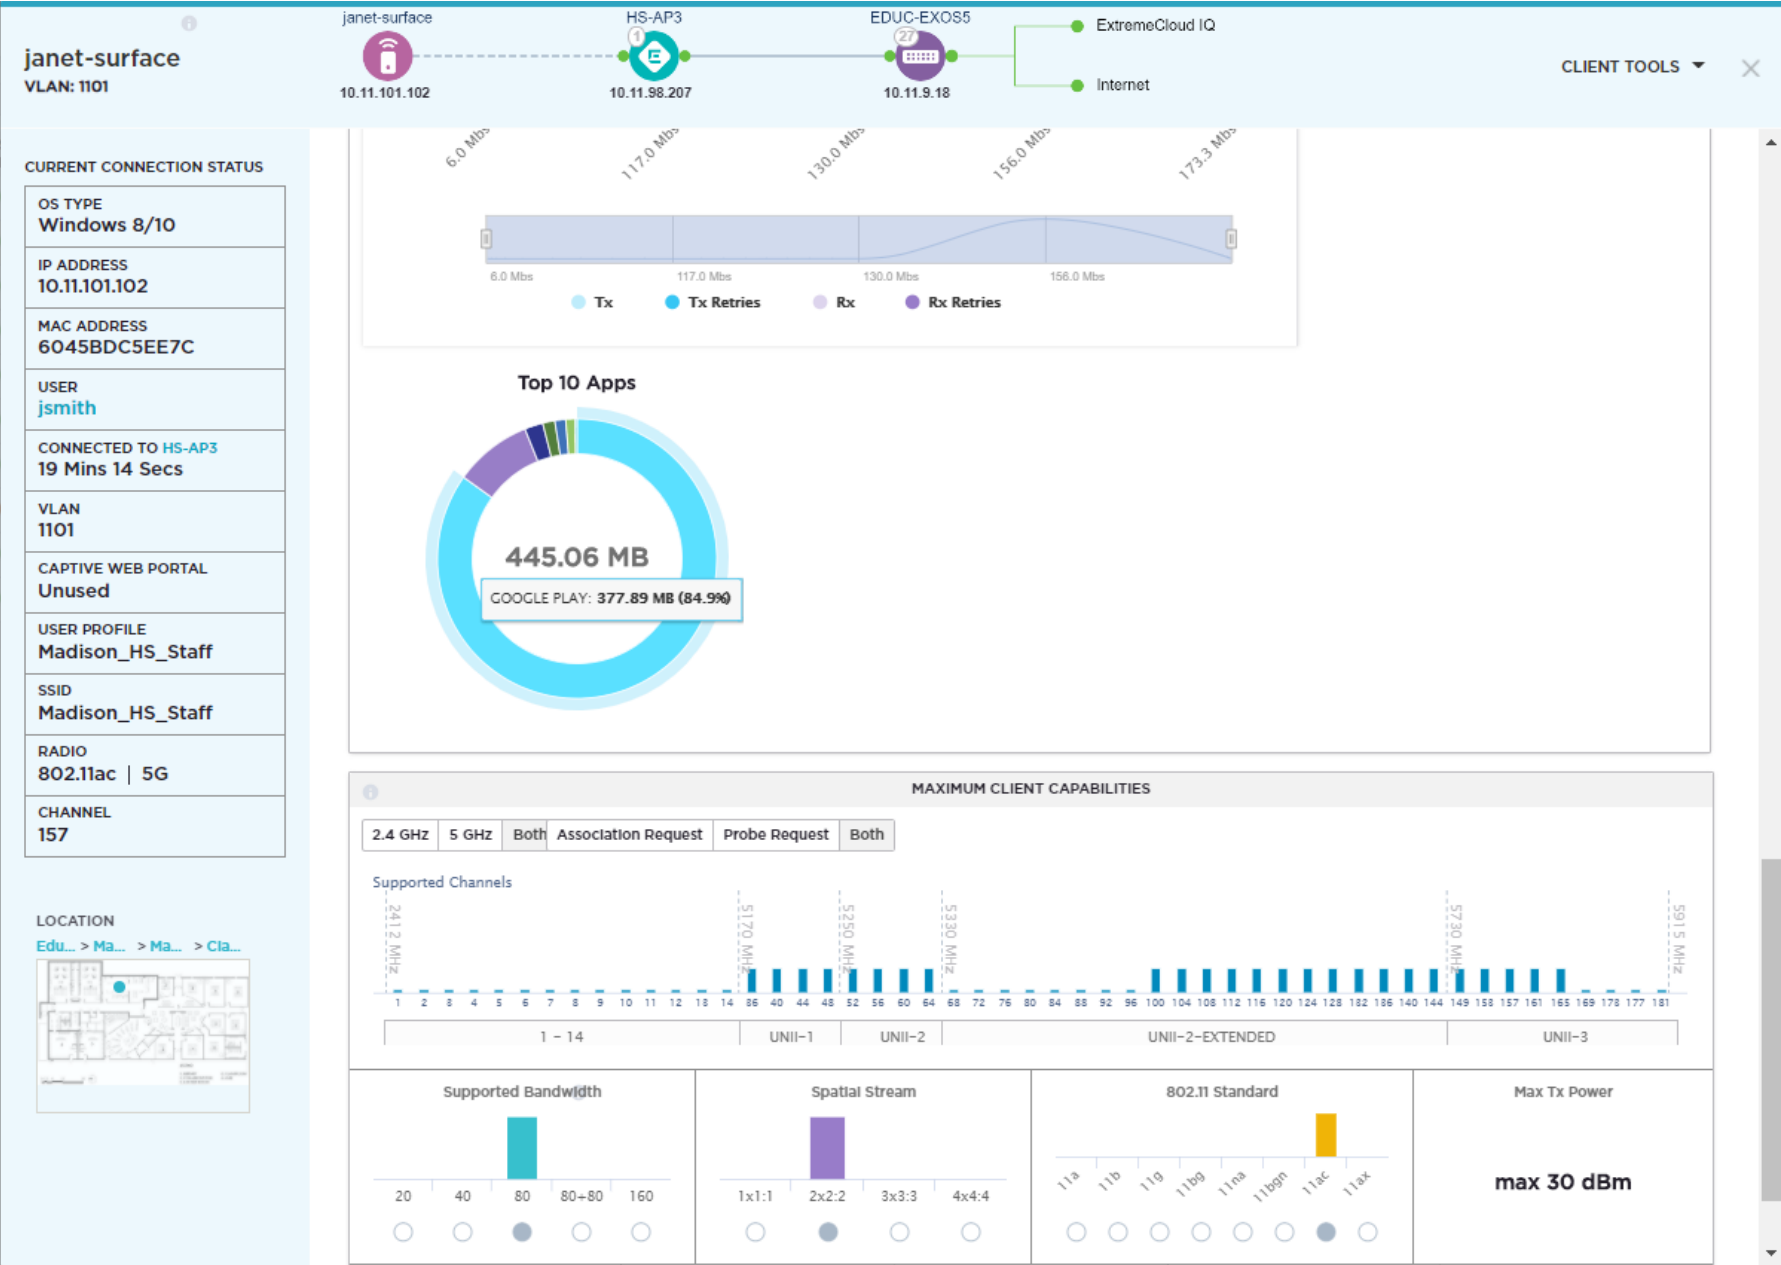 janet-surface
VLAN: 1101
janet-surface
10.11.101.102
HS-AP3
1
10.11.98.207
EDUC-EXOS5
27
10.11.9.18
ExtremeCloud IQ
Internet
CLIENT TOOLS
CURRENT CONNECTION STATUS
OS TYPE
Windows 8/10
IP ADDRESS
10.11.101.102
MAC ADDRESS
6045BDC5EE7C
USER
jsmith
CONNECTED TO HS-AP3
19 Mins 14 Secs
VLAN
1101
CAPTIVE WEB PORTAL
Unused
USER PROFILE
Madison_HS_Staff
SSID
Madison_HS_Staff
RADIO
802.11ac | 5G
CHANNEL
157
LOCATION
Edu... > Ma... > Ma... > Cla...
6.0 Mbs 117.0 Mbs 130.0 Mbs 156.0 Mbs 173.3 Mbs
6.0 Mbs 117.0 Mbs 130.0 Mbs 156.0 Mbs
Tx Tx Retries Rx Rx Retries
Top 10 Apps
445.06 MB
GOOGLE PLAY: 377.89 MB (84.9%)
MAXIMUM CLIENT CAPABILITIES
2.4 GHz 5 GHz Both Association Request Probe Request Both
Supported Channels
2412 MHz 5170 MHz 5250 MHz 5330 MHz 5730 MHz 5915 MHz
1 2 3 4 5 6 7 8 9 10 11 12 13 14 36 40 44 48 52 56 60 64 68 72 76 80 84 88 92 96 100 104 108 112 116 120 124 128 132 136 140 144 149 153 157 161 165 169 173 177 181
1 - 14 UNII-1 UNII-2 UNII-2-EXTENDED UNII-3
Supported Bandwidth
20 40 80 80+80 160
Spatial Stream
1x1:1 2x2:2 3x3:3 4x4:4
802.11 Standard
11a 11b 11g 11bg 11na 11bgn 11ac 11ax
Max Tx Power
max 30 dBm